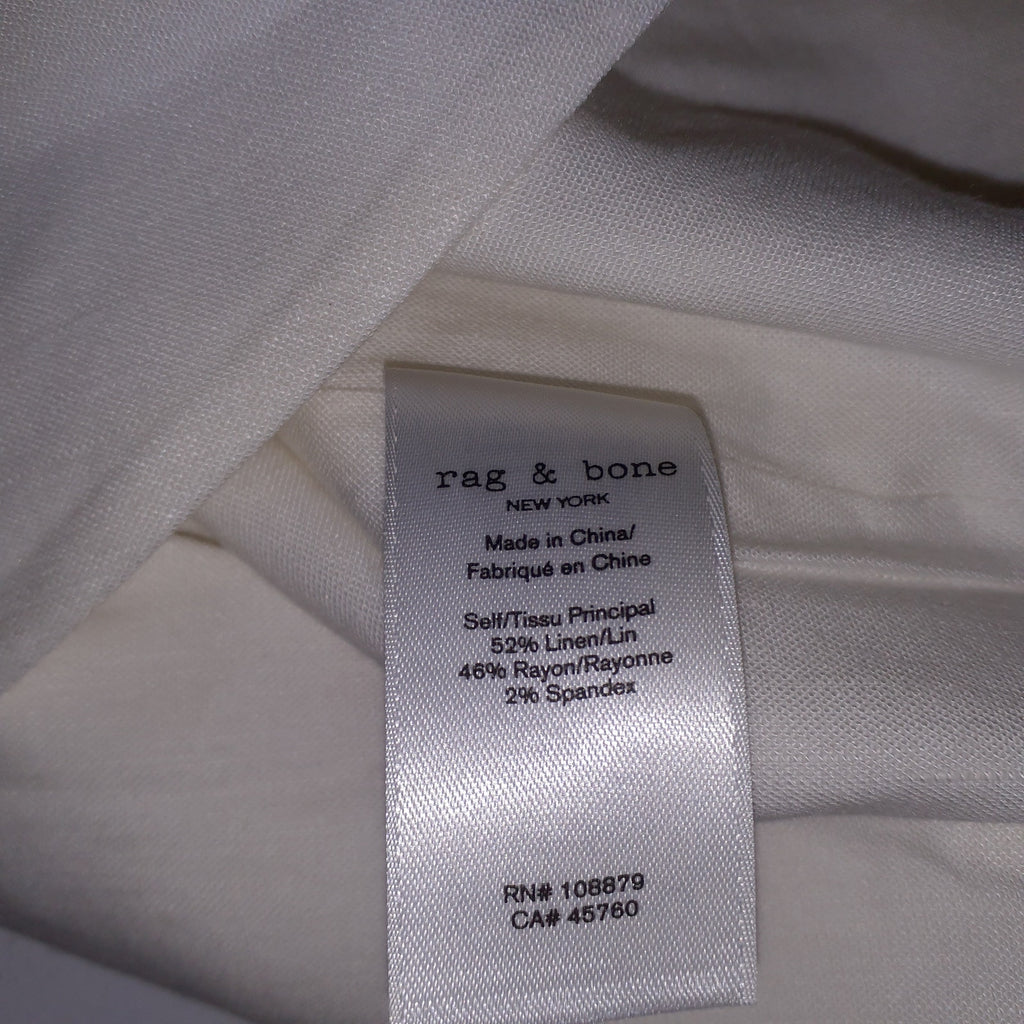 rag & bone
NEW YORK
Made in China/
Fabriqué en Chine
Self/Tissu Principal
52% Linen/Lin
46% Rayon/Rayonne
2% Spandex
RN# 108879
CA# 45760